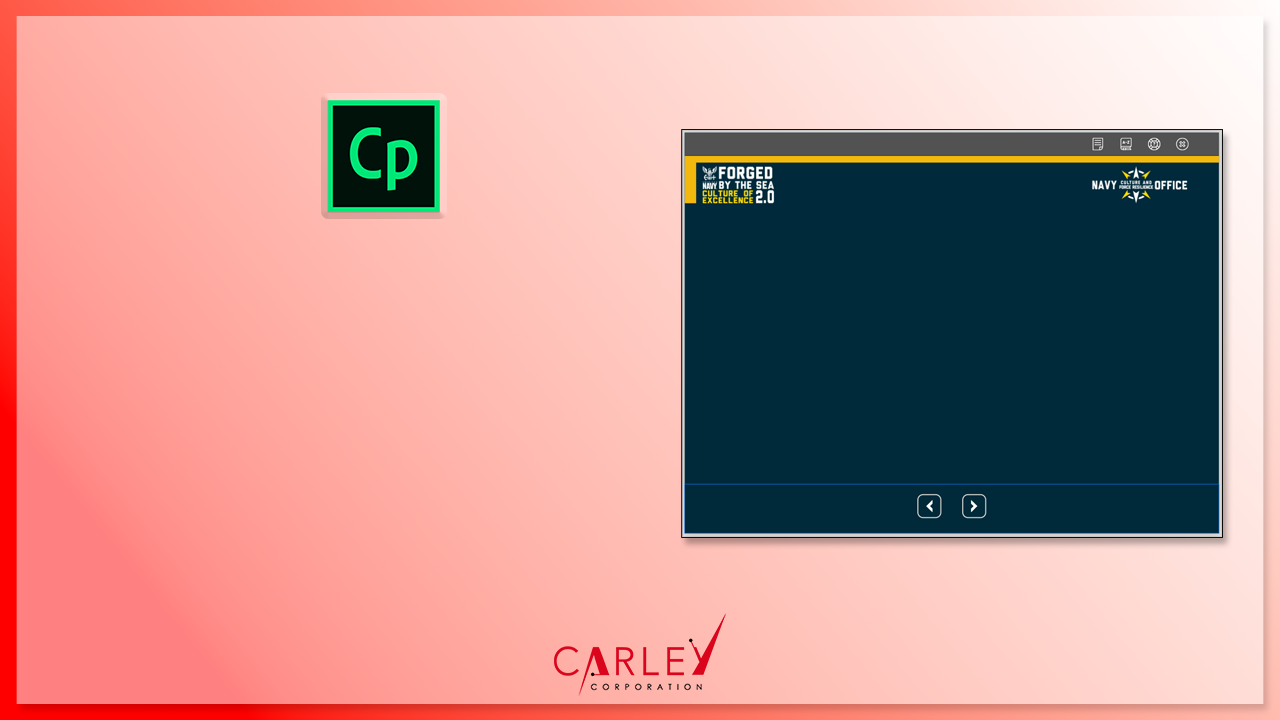 Cp
FORGED
NAVY BY THE SEA
CULTURE OF
EXCELLENCE 2.0
NAVY CULTURE AND FORCE RESILIENCE OFFICE
A-Z
CARLEY
CORPORATION